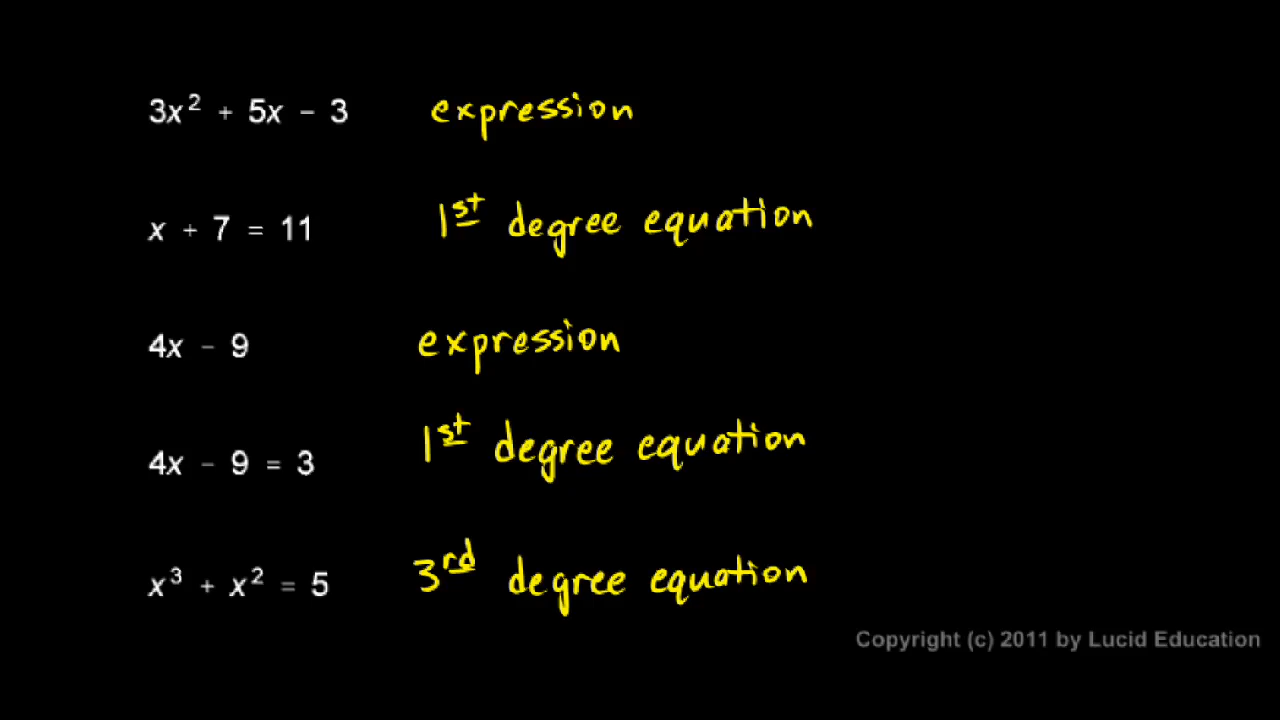 3x² + 5x - 3 expression
x + 7 = 11 1st degree equation
4x - 9 expression
4x - 9 = 3 1st degree equation
x³ + x² = 5 3rd degree equation
Copyright (c) 2011 by Lucid Education